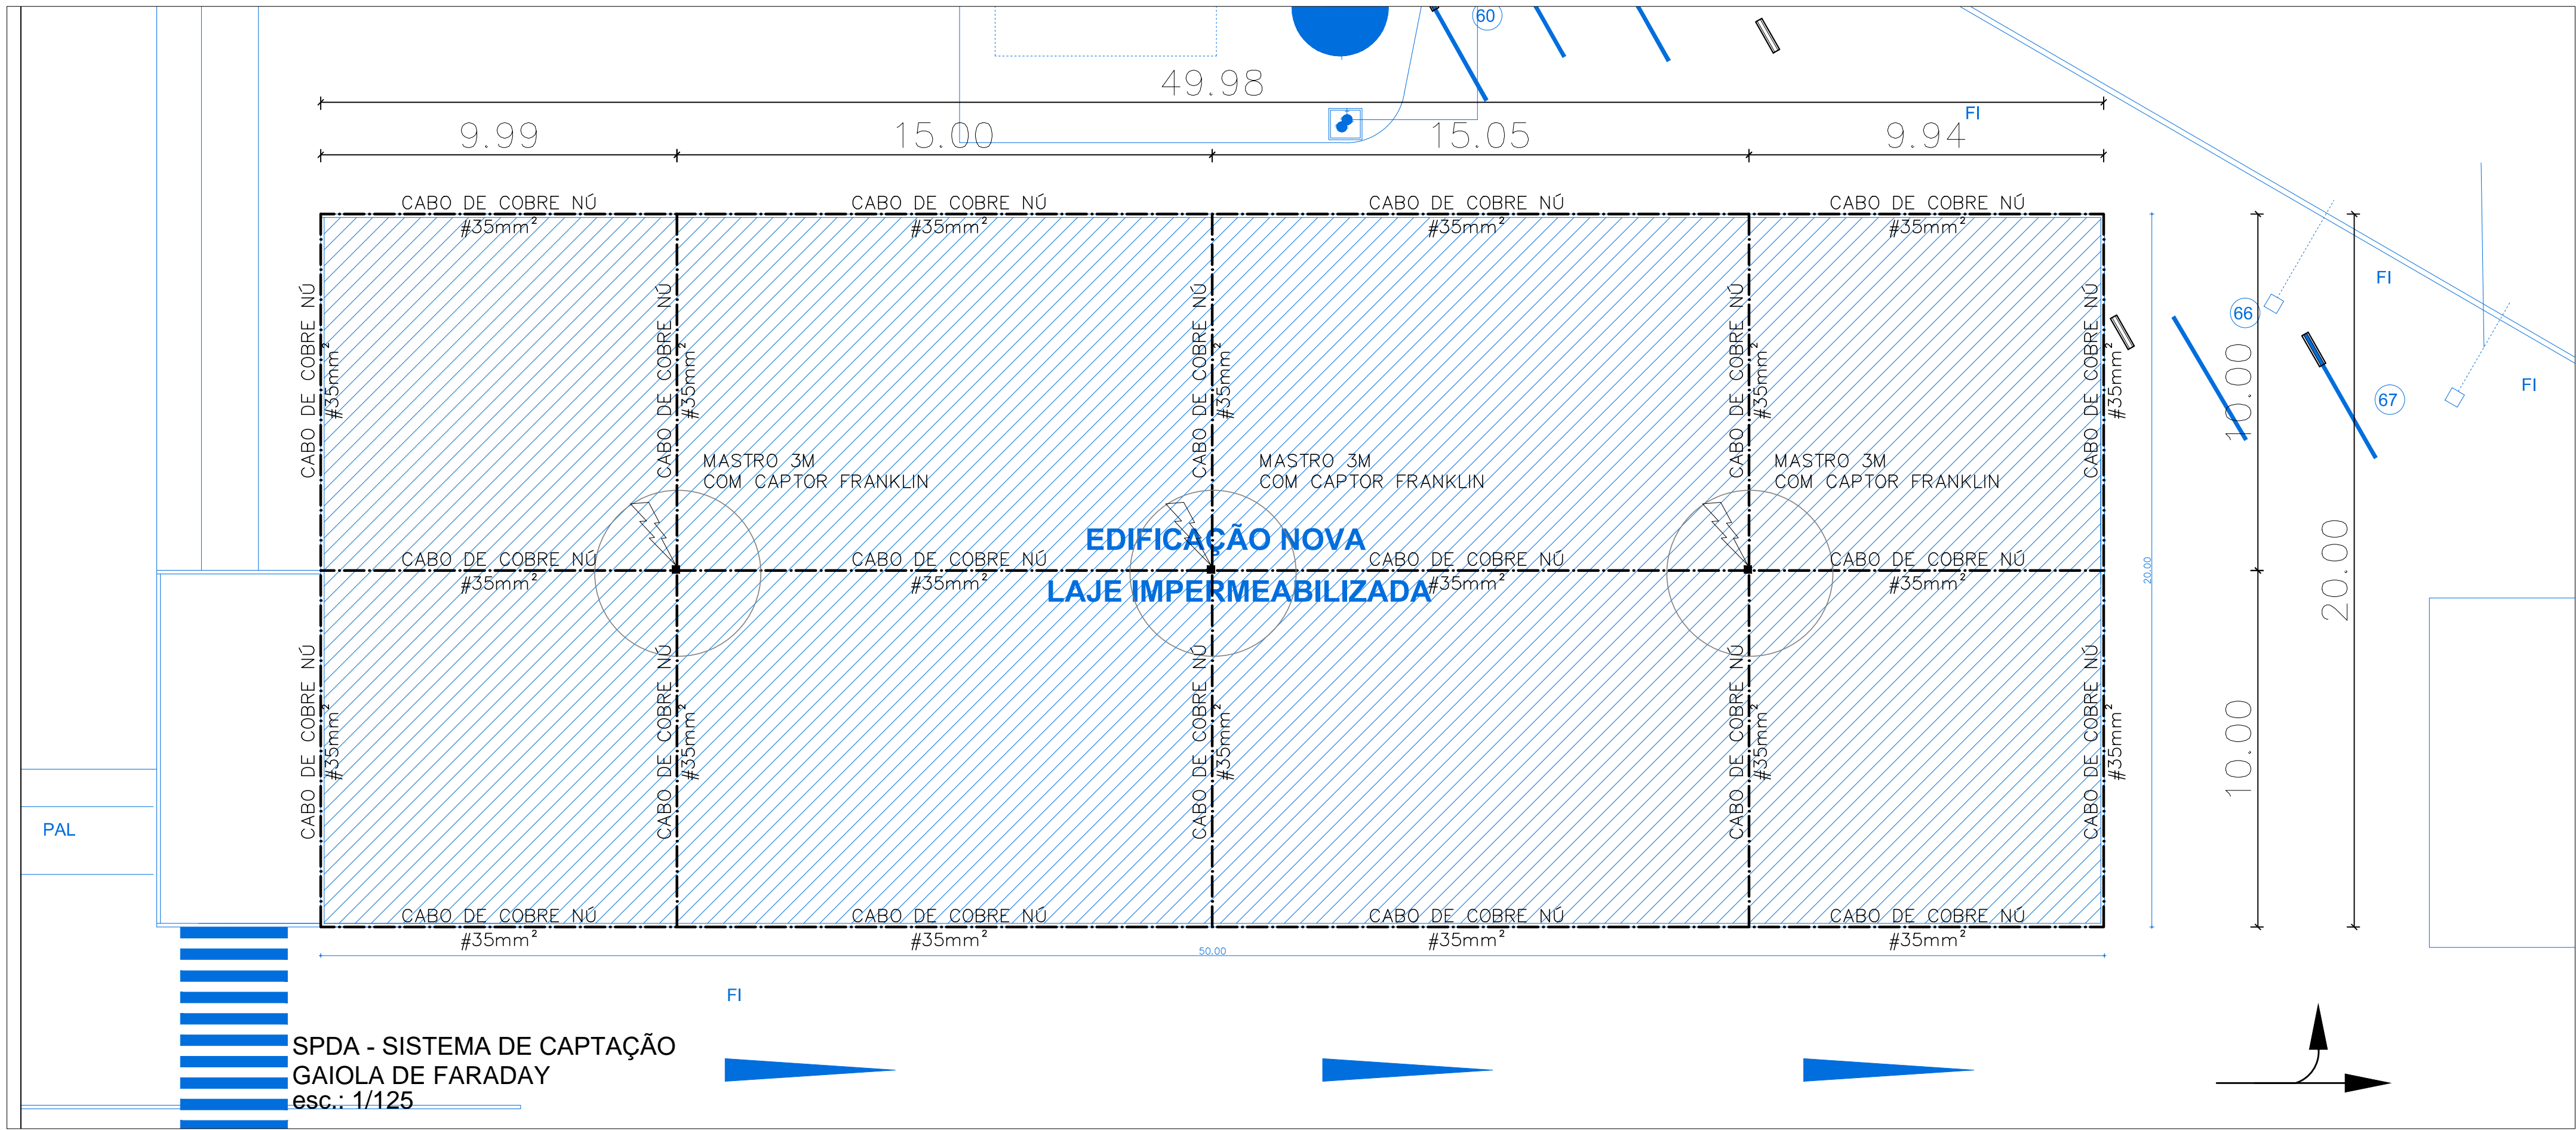 60
49.98
FI
9.99
15.00
15.05
9.94
CABO DE COBRE NÚ
#35mm²
CABO DE COBRE NÚ
#35mm²
CABO DE COBRE NÚ
#35mm²
CABO DE COBRE NÚ
#35mm²
CABO DE COBRE NÚ
#35mm²
CABO DE COBRE NÚ
#35mm²
CABO DE COBRE NÚ
#35mm²
CABO DE COBRE NÚ
#35mm²
CABO DE COBRE NÚ
#35mm²
FI
66
10.00
67
FI
MASTRO 3M
COM CAPTOR FRANKLIN
MASTRO 3M
COM CAPTOR FRANKLIN
MASTRO 3M
COM CAPTOR FRANKLIN
EDIFICAÇÃO NOVA
LAJE IMPERMEABILIZADA
CABO DE COBRE NÚ
#35mm²
CABO DE COBRE NÚ
#35mm²
CABO DE COBRE NÚ
#35mm²
CABO DE COBRE NÚ
#35mm²
20.00
20.00
CABO DE COBRE NÚ
#35mm²
CABO DE COBRE NÚ
#35mm²
CABO DE COBRE NÚ
#35mm²
CABO DE COBRE NÚ
#35mm²
CABO DE COBRE NÚ
#35mm²
10.00
PAL
CABO DE COBRE NÚ
#35mm²
CABO DE COBRE NÚ
#35mm²
CABO DE COBRE NÚ
#35mm²
CABO DE COBRE NÚ
#35mm²
50.00
FI
SPDA - SISTEMA DE CAPTAÇÃO
GAIOLA DE FARADAY
esc.: 1/125